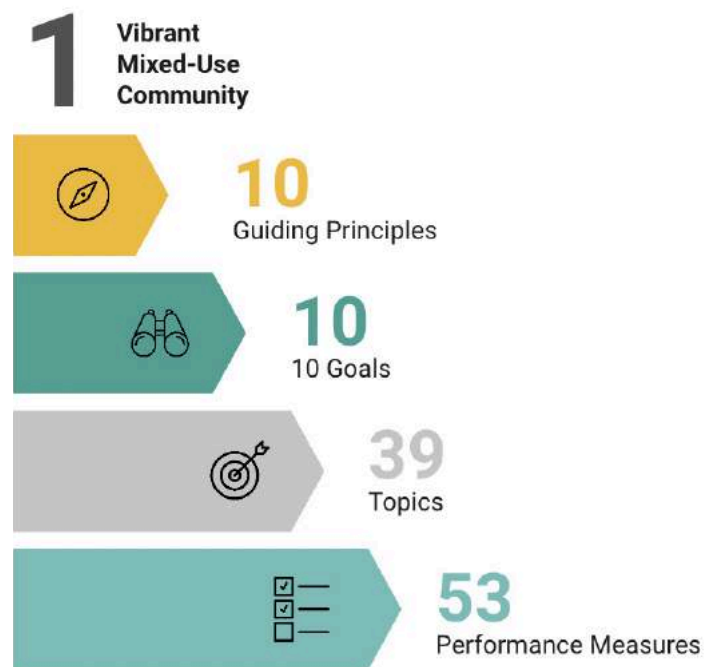 1
Vibrant
Mixed-Use
Community
10
Guiding Principles
10
10 Goals
39
Topics
53
Performance Measures